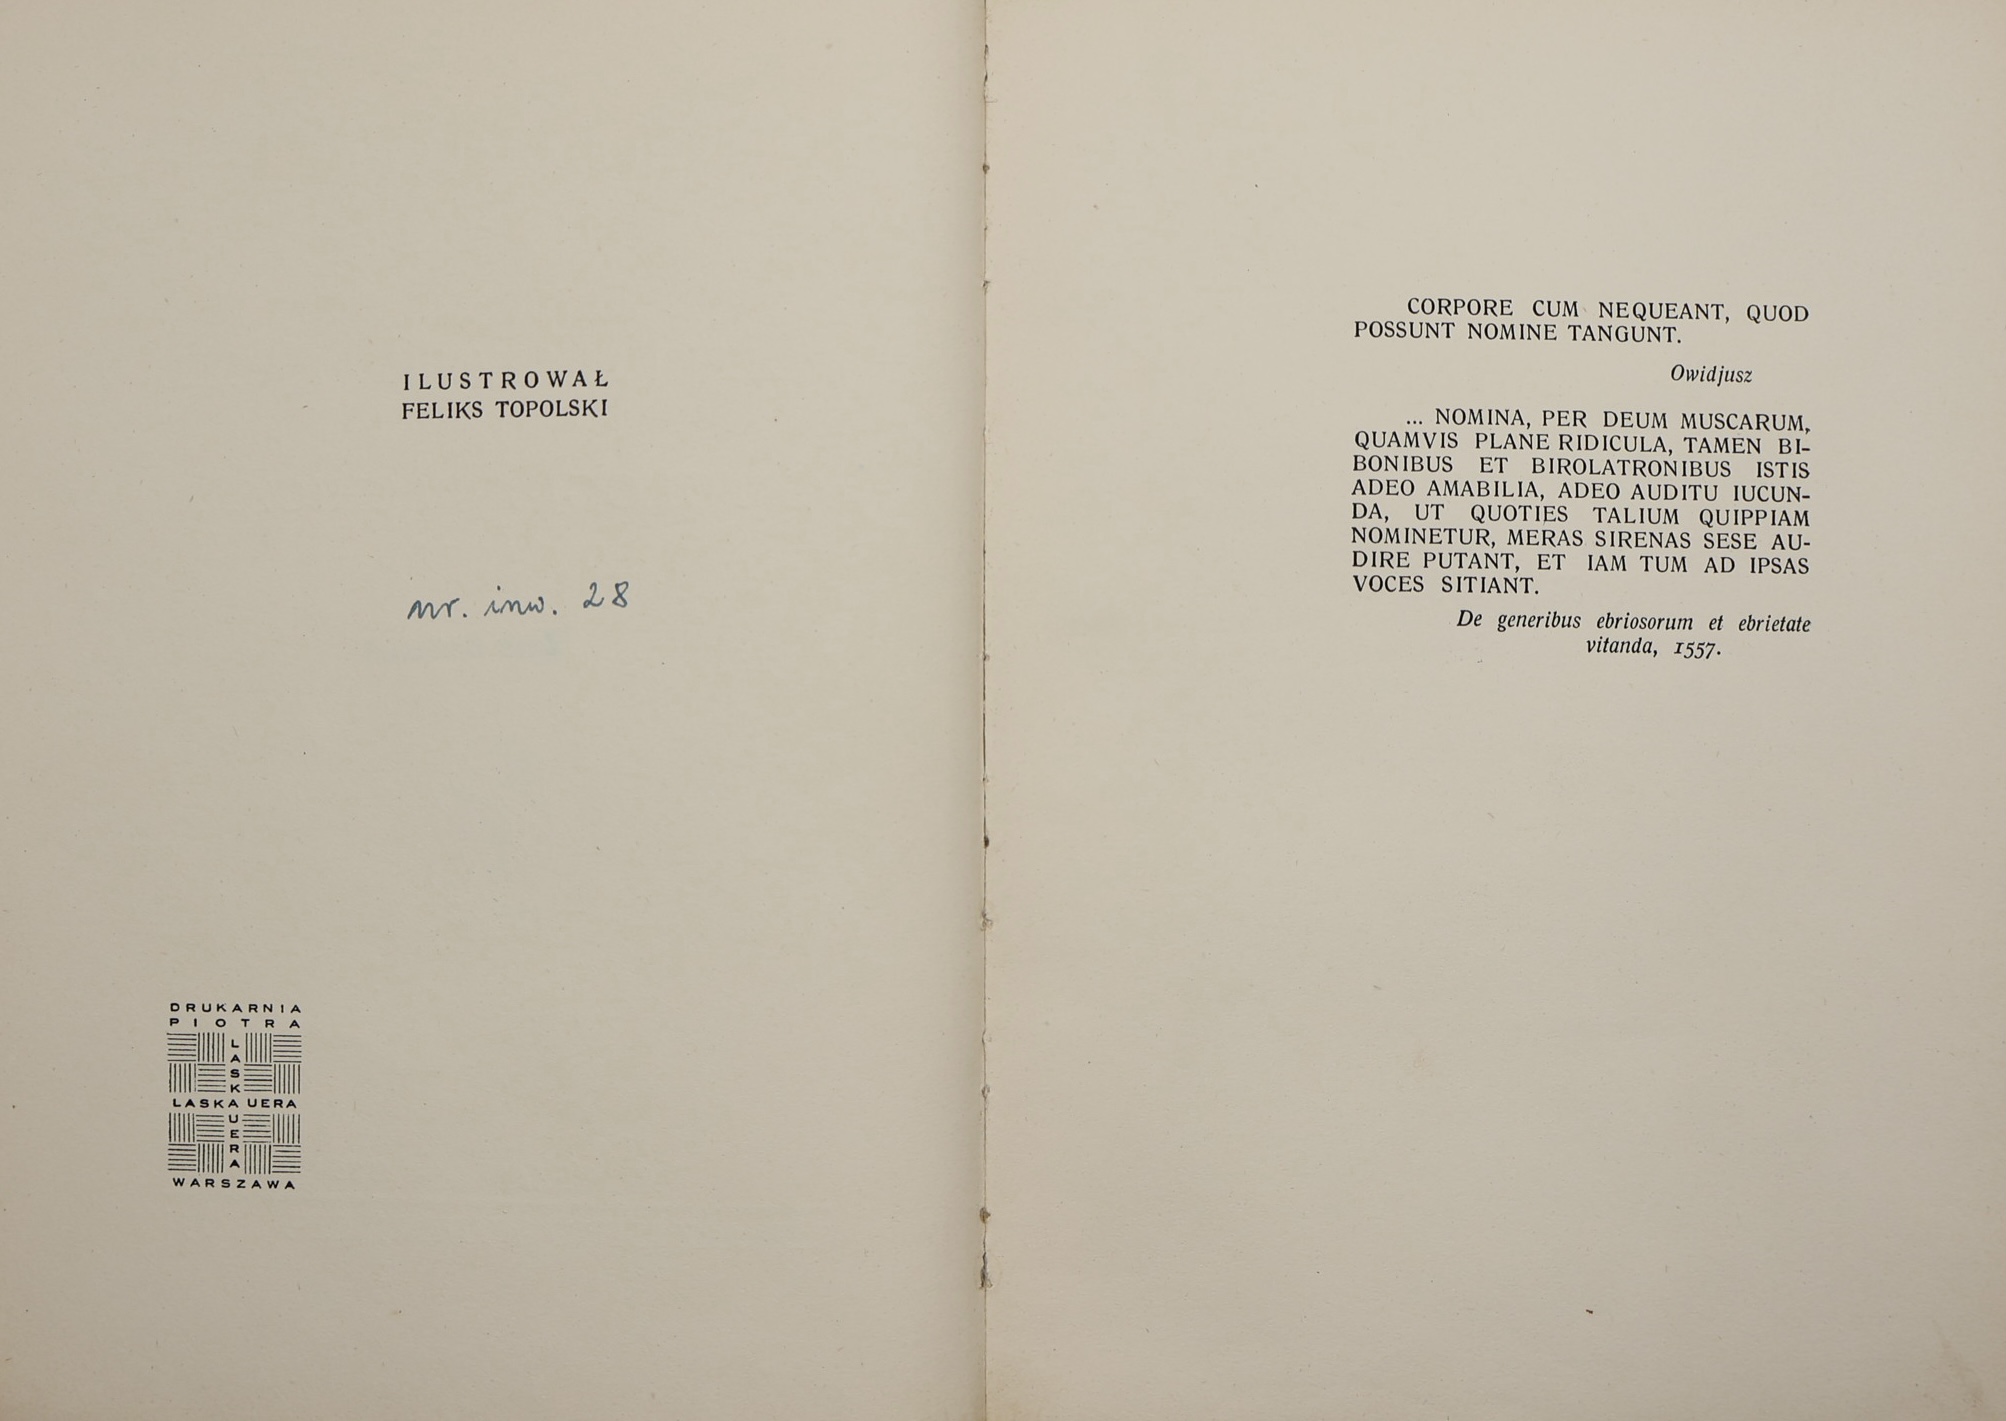 ILUSTROWAŁ
FELIKS TOPOLSKI
nr. inw. 28
DRUKARNIA
PIOTRA
LASKAUERA
LASKAUERA
WARSZAWA
CORPORE CUM NEQUEANT, QUOD
POSSUNT NOMINE TANGUNT.
Owidjusz
... NOMINA, PER DEUM MUSCARUM,
QUAMVIS PLANE RIDICULA, TAMEN BI-
BONIBUS ET BIROLATRONIBUS ISTIS
ADEO AMABILIA, ADEO AUDITU IUCUN-
DA, UT QUOTIES TALIUM QUIPPIAM
NOMINETUR, MERAS SIRENAS SESE AU-
DIRE PUTANT, ET IAM TUM AD IPSAS
VOCES SITIANT.
De generibus ebriosorum et ebrietate
vitanda, 1557.